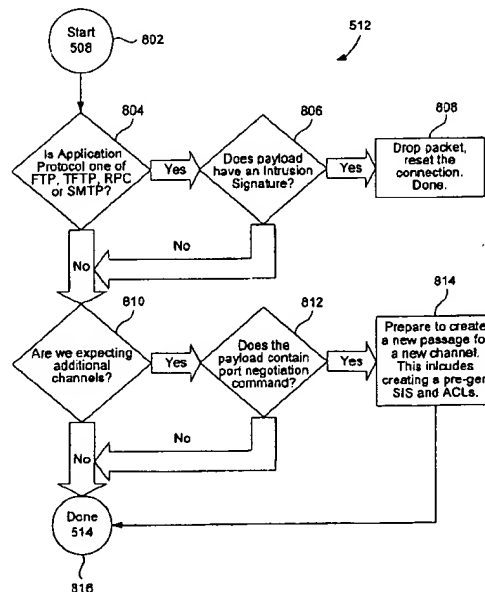 Start
508
802
512
804
Is Application
Protocol one of
FTP, TFTP, RPC
or SMTP?
Yes
806
Does payload
have an Intrusion
Signature?
Yes
808
Drop packet,
reset the
connection.
Done.
No
No
810
Are we expecting
additional
channels?
Yes
812
Does the
payload contain
port negotiation
command?
Yes
814
Prepare to create
a new passage for
a new channel.
This inlcudes
creating a pre-gen
SIS and ACLs.
No
No
Done
514
816